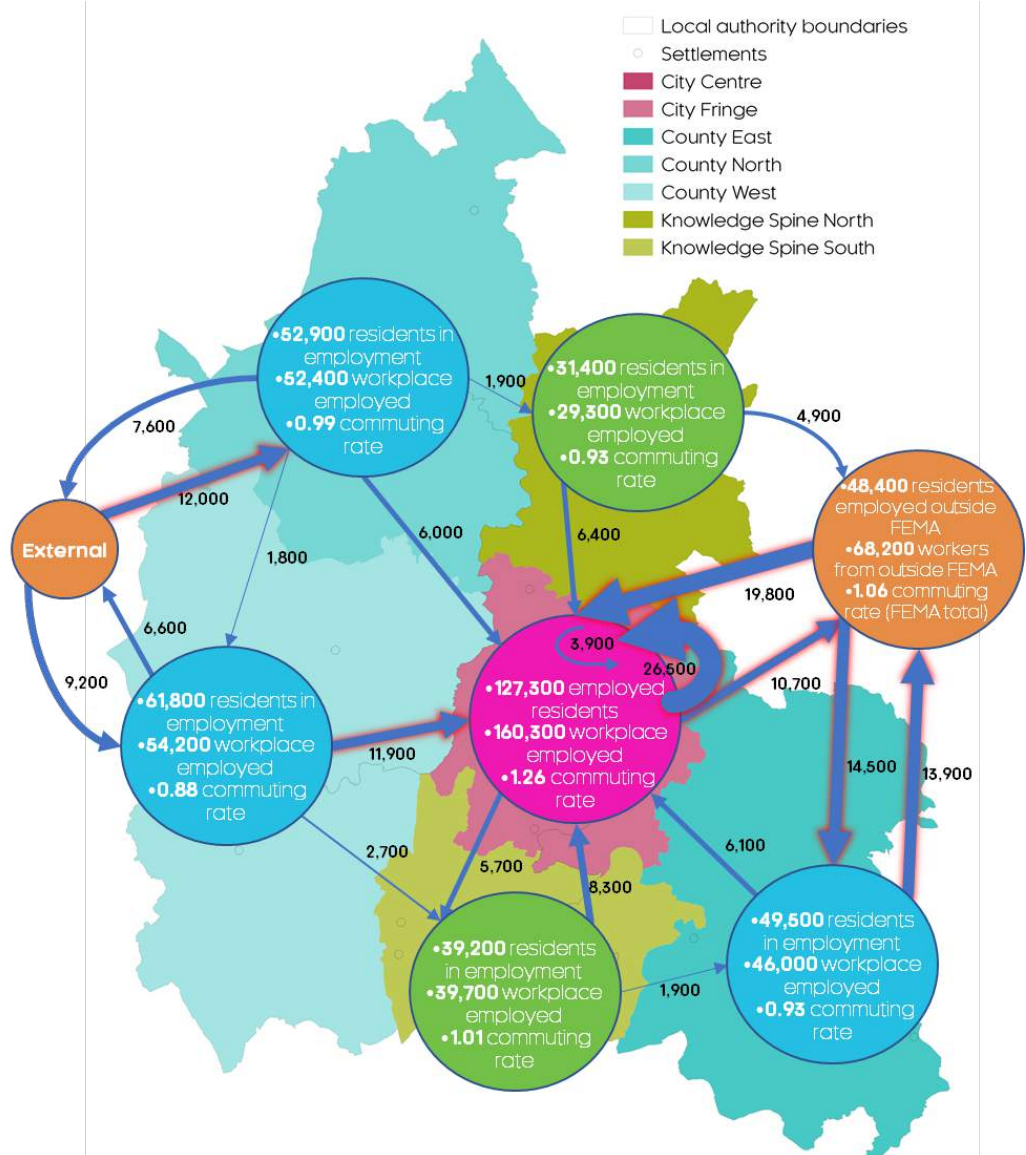 Local authority boundaries
Settlements
City Centre
City Fringe
County East
County North
County West
Knowledge Spine North
Knowledge Spine South
•52,900 residents in
employment
•52,400 workplace
employed
•0.99 commuting
rate
1,900
•31,400 residents in
employment
•29,300 workplace
employed
•0.93 commuting
rate
4,900
7,600
12,000
External
1,800
6,000
6,400
•48,400 residents
employed outside
FEMA
•68,200 workers
from outside FEMA
•1.06 commuting
rate (FEMA total)
19,800
6,600
9,200
3,900
26,500
10,700
•61,800 residents in
employment
•54,200 workplace
employed
•0.88 commuting
rate
11,900
•127,300 employed
residents
•160,300 workplace
employed
•1.26 commuting
rate
14,500
13,900
2,700
5,700
8,300
6,100
•39,200 residents
in employment
•39,700 workplace
employed
•1.01 commuting
rate
1,900
•49,500 residents
in employment
•46,000 workplace
employed
•0.93 commuting
rate